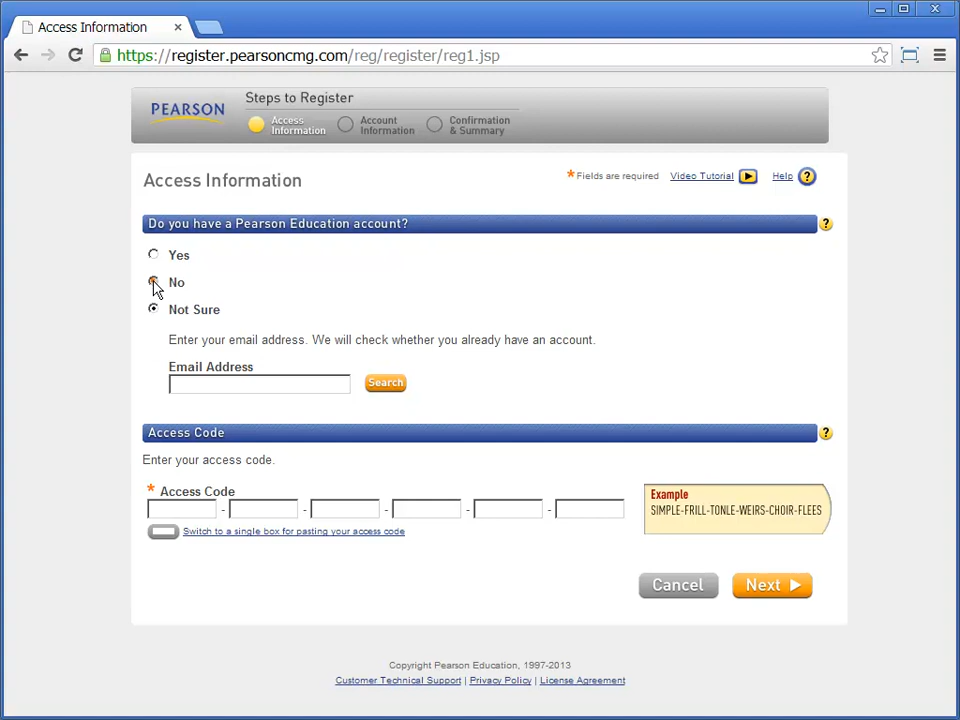 Access Information
https://register.pearsoncmg.com/reg/register/reg1.jsp
PEARSON
Steps to Register
Access Information
Account Information
Confirmation & Summary
Access Information
*Fields are required
Video Tutorial
Help ?
Do you have a Pearson Education account? ?
Yes
No
Not Sure
Enter your email address. We will check whether you already have an account.
Email Address
Search
Access Code ?
Enter your access code.
* Access Code
- - - - -
Switch to a single box for pasting your access code
Example
SIMPLE-FRILL-TONLE-WEIRS-CHOIR-FLEES
Cancel
Next
Copyright Pearson Education, 1997-2013
Customer Technical Support | Privacy Policy | License Agreement